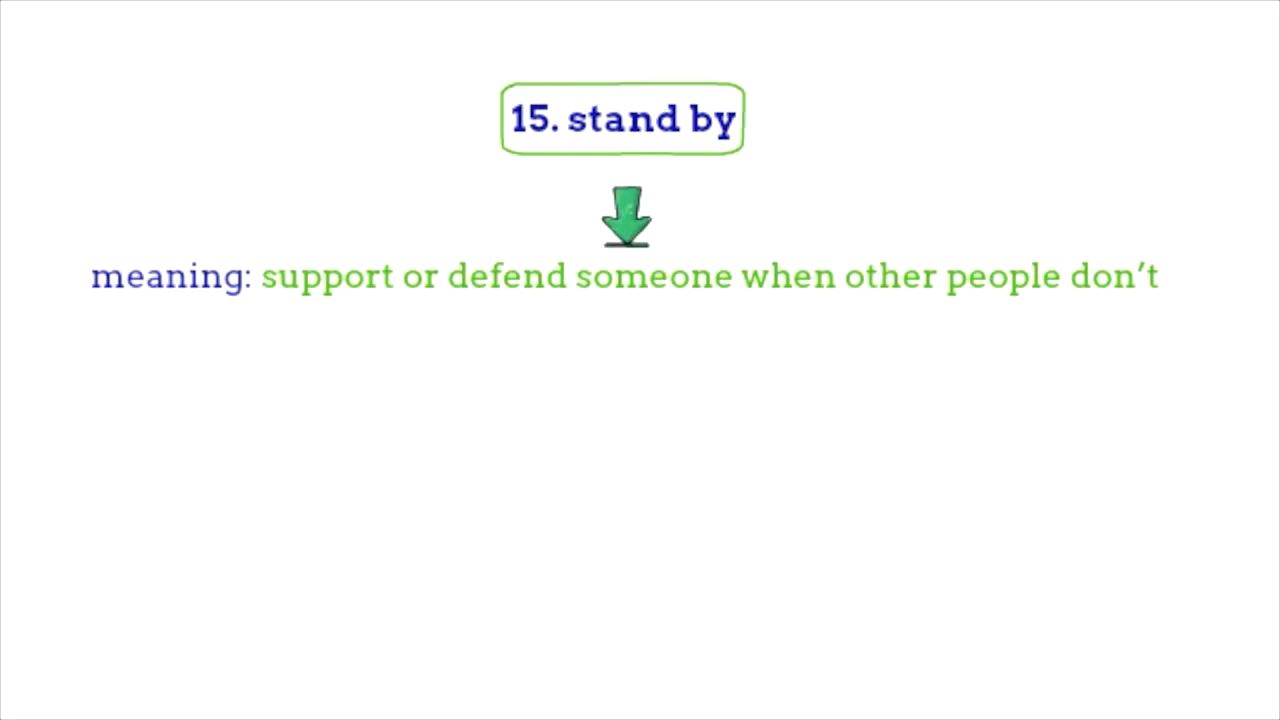 15. stand by
meaning: support or defend someone when other people don’t